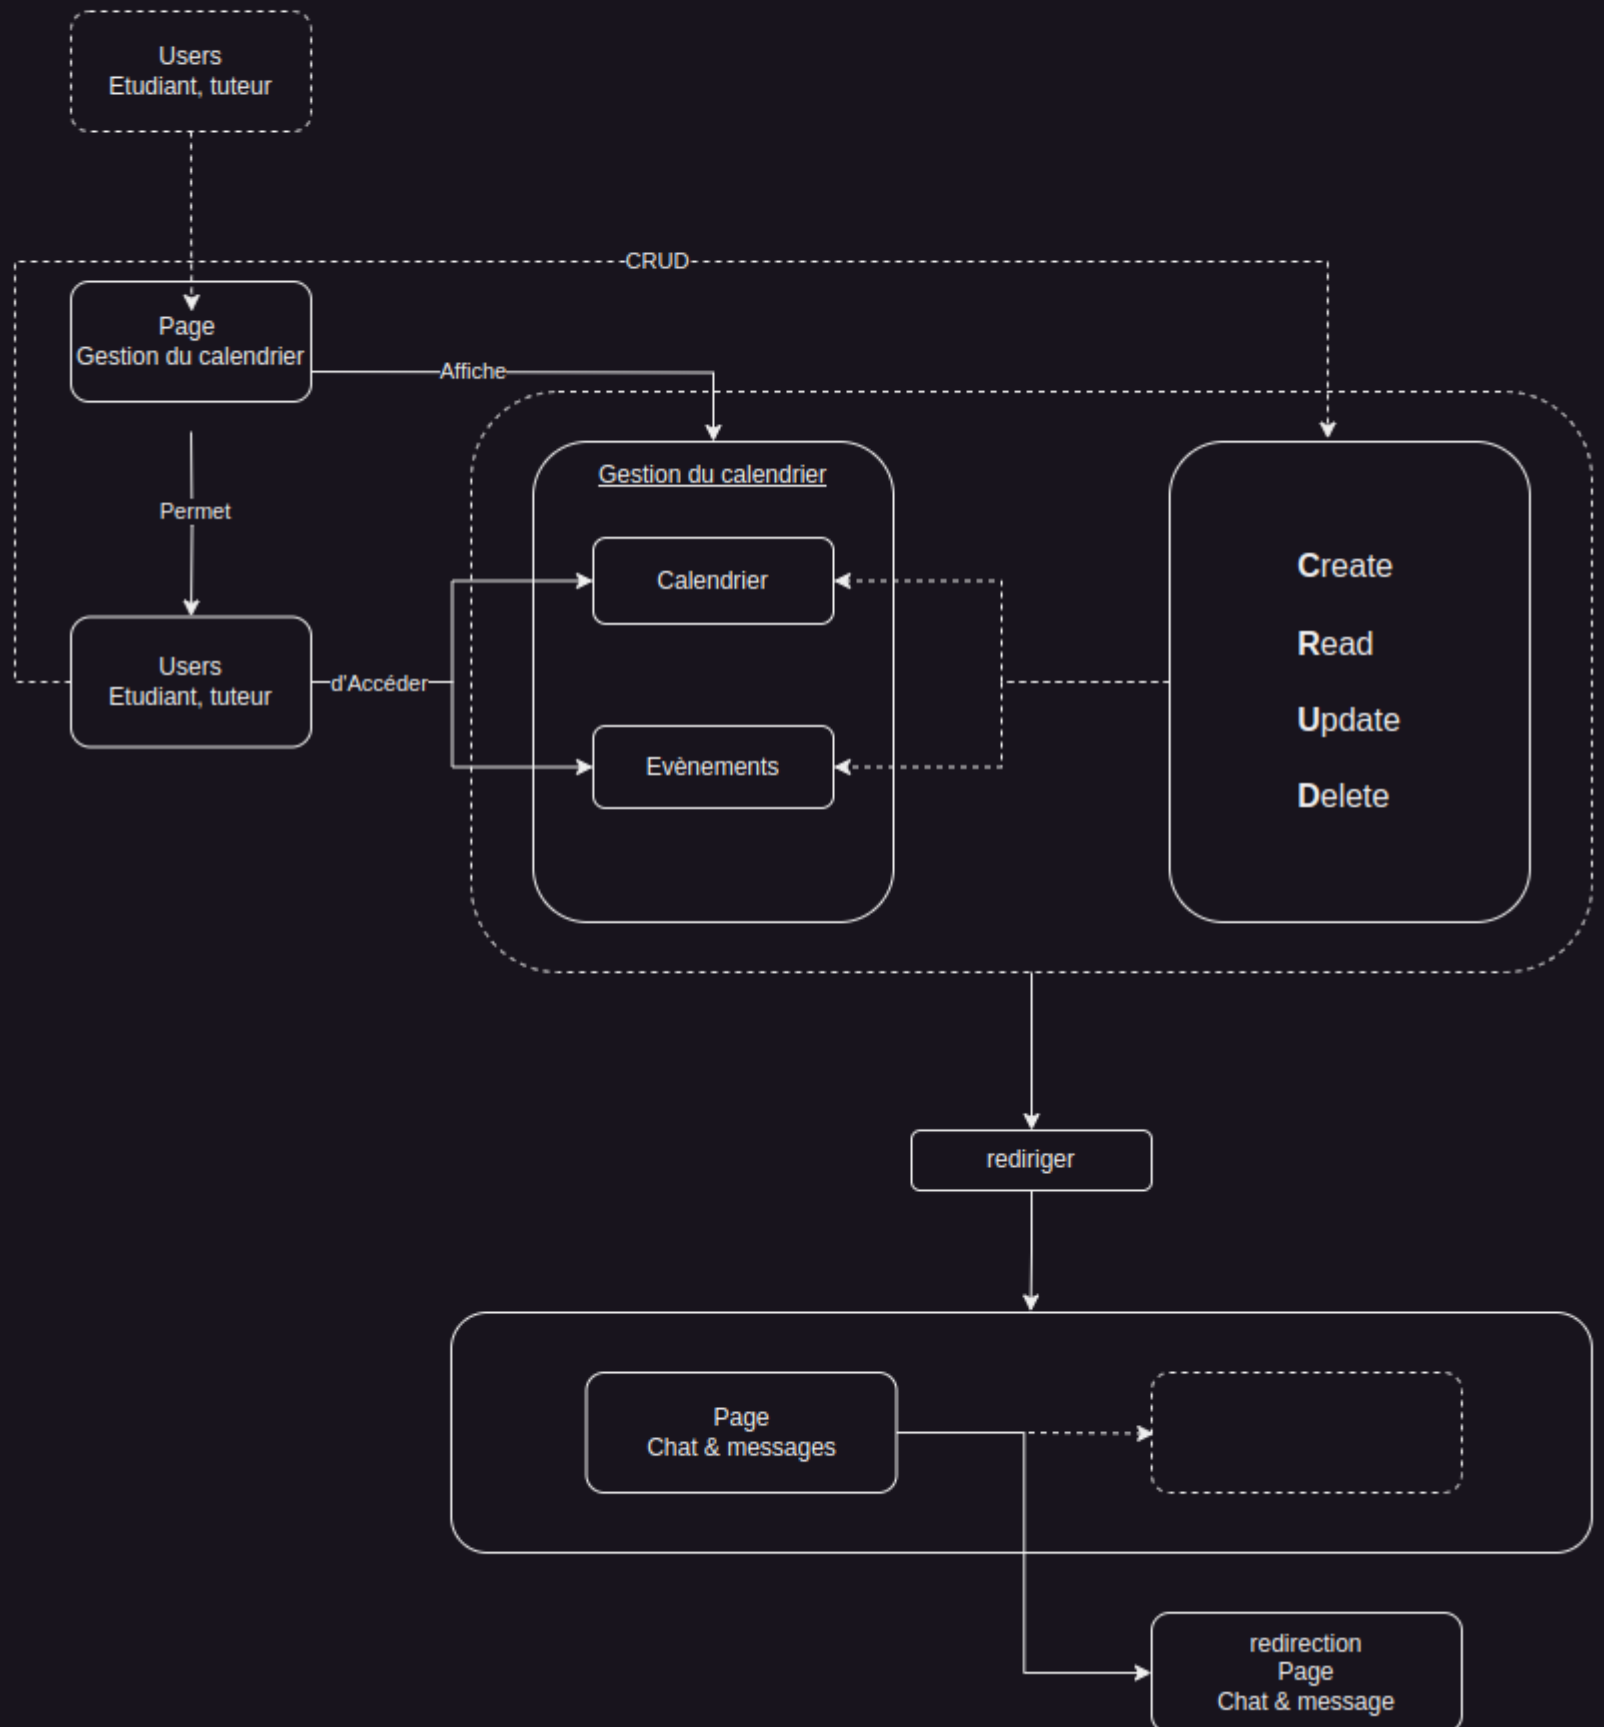 Users
Etudiant, tuteur
CRUD
Page
Gestion du calendrier
Affiche
Gestion du calendrier
Permet
Calendrier
Create
Read
Users
Etudiant, tuteur
d'Accéder
Update
Evènements
Delete
rediriger
Page
Chat & messages
redirection
Page
Chat & message